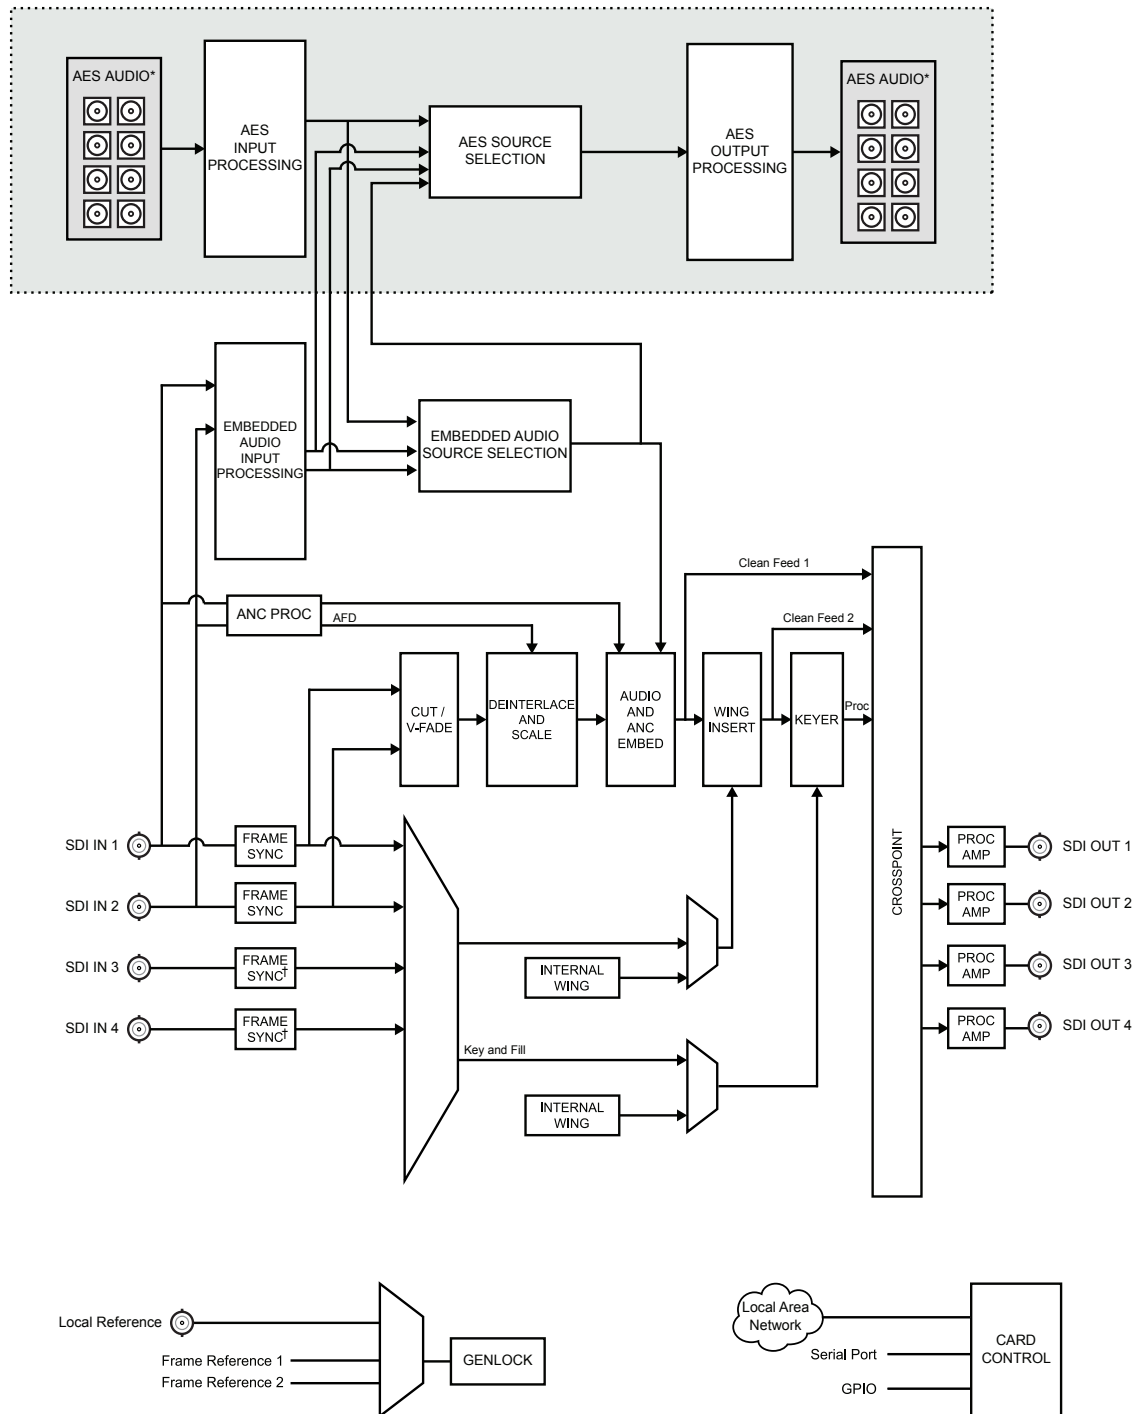 AES AUDIO*
AES
INPUT
PROCESSING
AES SOURCE
SELECTION
AES
OUTPUT
PROCESSING
AES AUDIO*
EMBEDDED
AUDIO
INPUT
PROCESSING
EMBEDDED AUDIO
SOURCE SELECTION
Clean Feed 1
ANC PROC
AFD
Clean Feed 2
CUT /
V-FADE
DEINTERLACE
AND
SCALE
AUDIO
AND
ANC
EMBED
WING
INSERT
KEYER
Proc
CROSSPOINT
SDI IN 1
FRAME
SYNC
PROC
AMP
SDI OUT 1
SDI IN 2
FRAME
SYNC
PROC
AMP
SDI OUT 2
SDI IN 3
FRAME
SYNC†
INTERNAL
WING
PROC
AMP
SDI OUT 3
SDI IN 4
FRAME
SYNC†
PROC
AMP
SDI OUT 4
Key and Fill
INTERNAL
WING
Local Reference
Frame Reference 1
Frame Reference 2
GENLOCK
Local Area
Network
Serial Port
GPIO
CARD
CONTROL